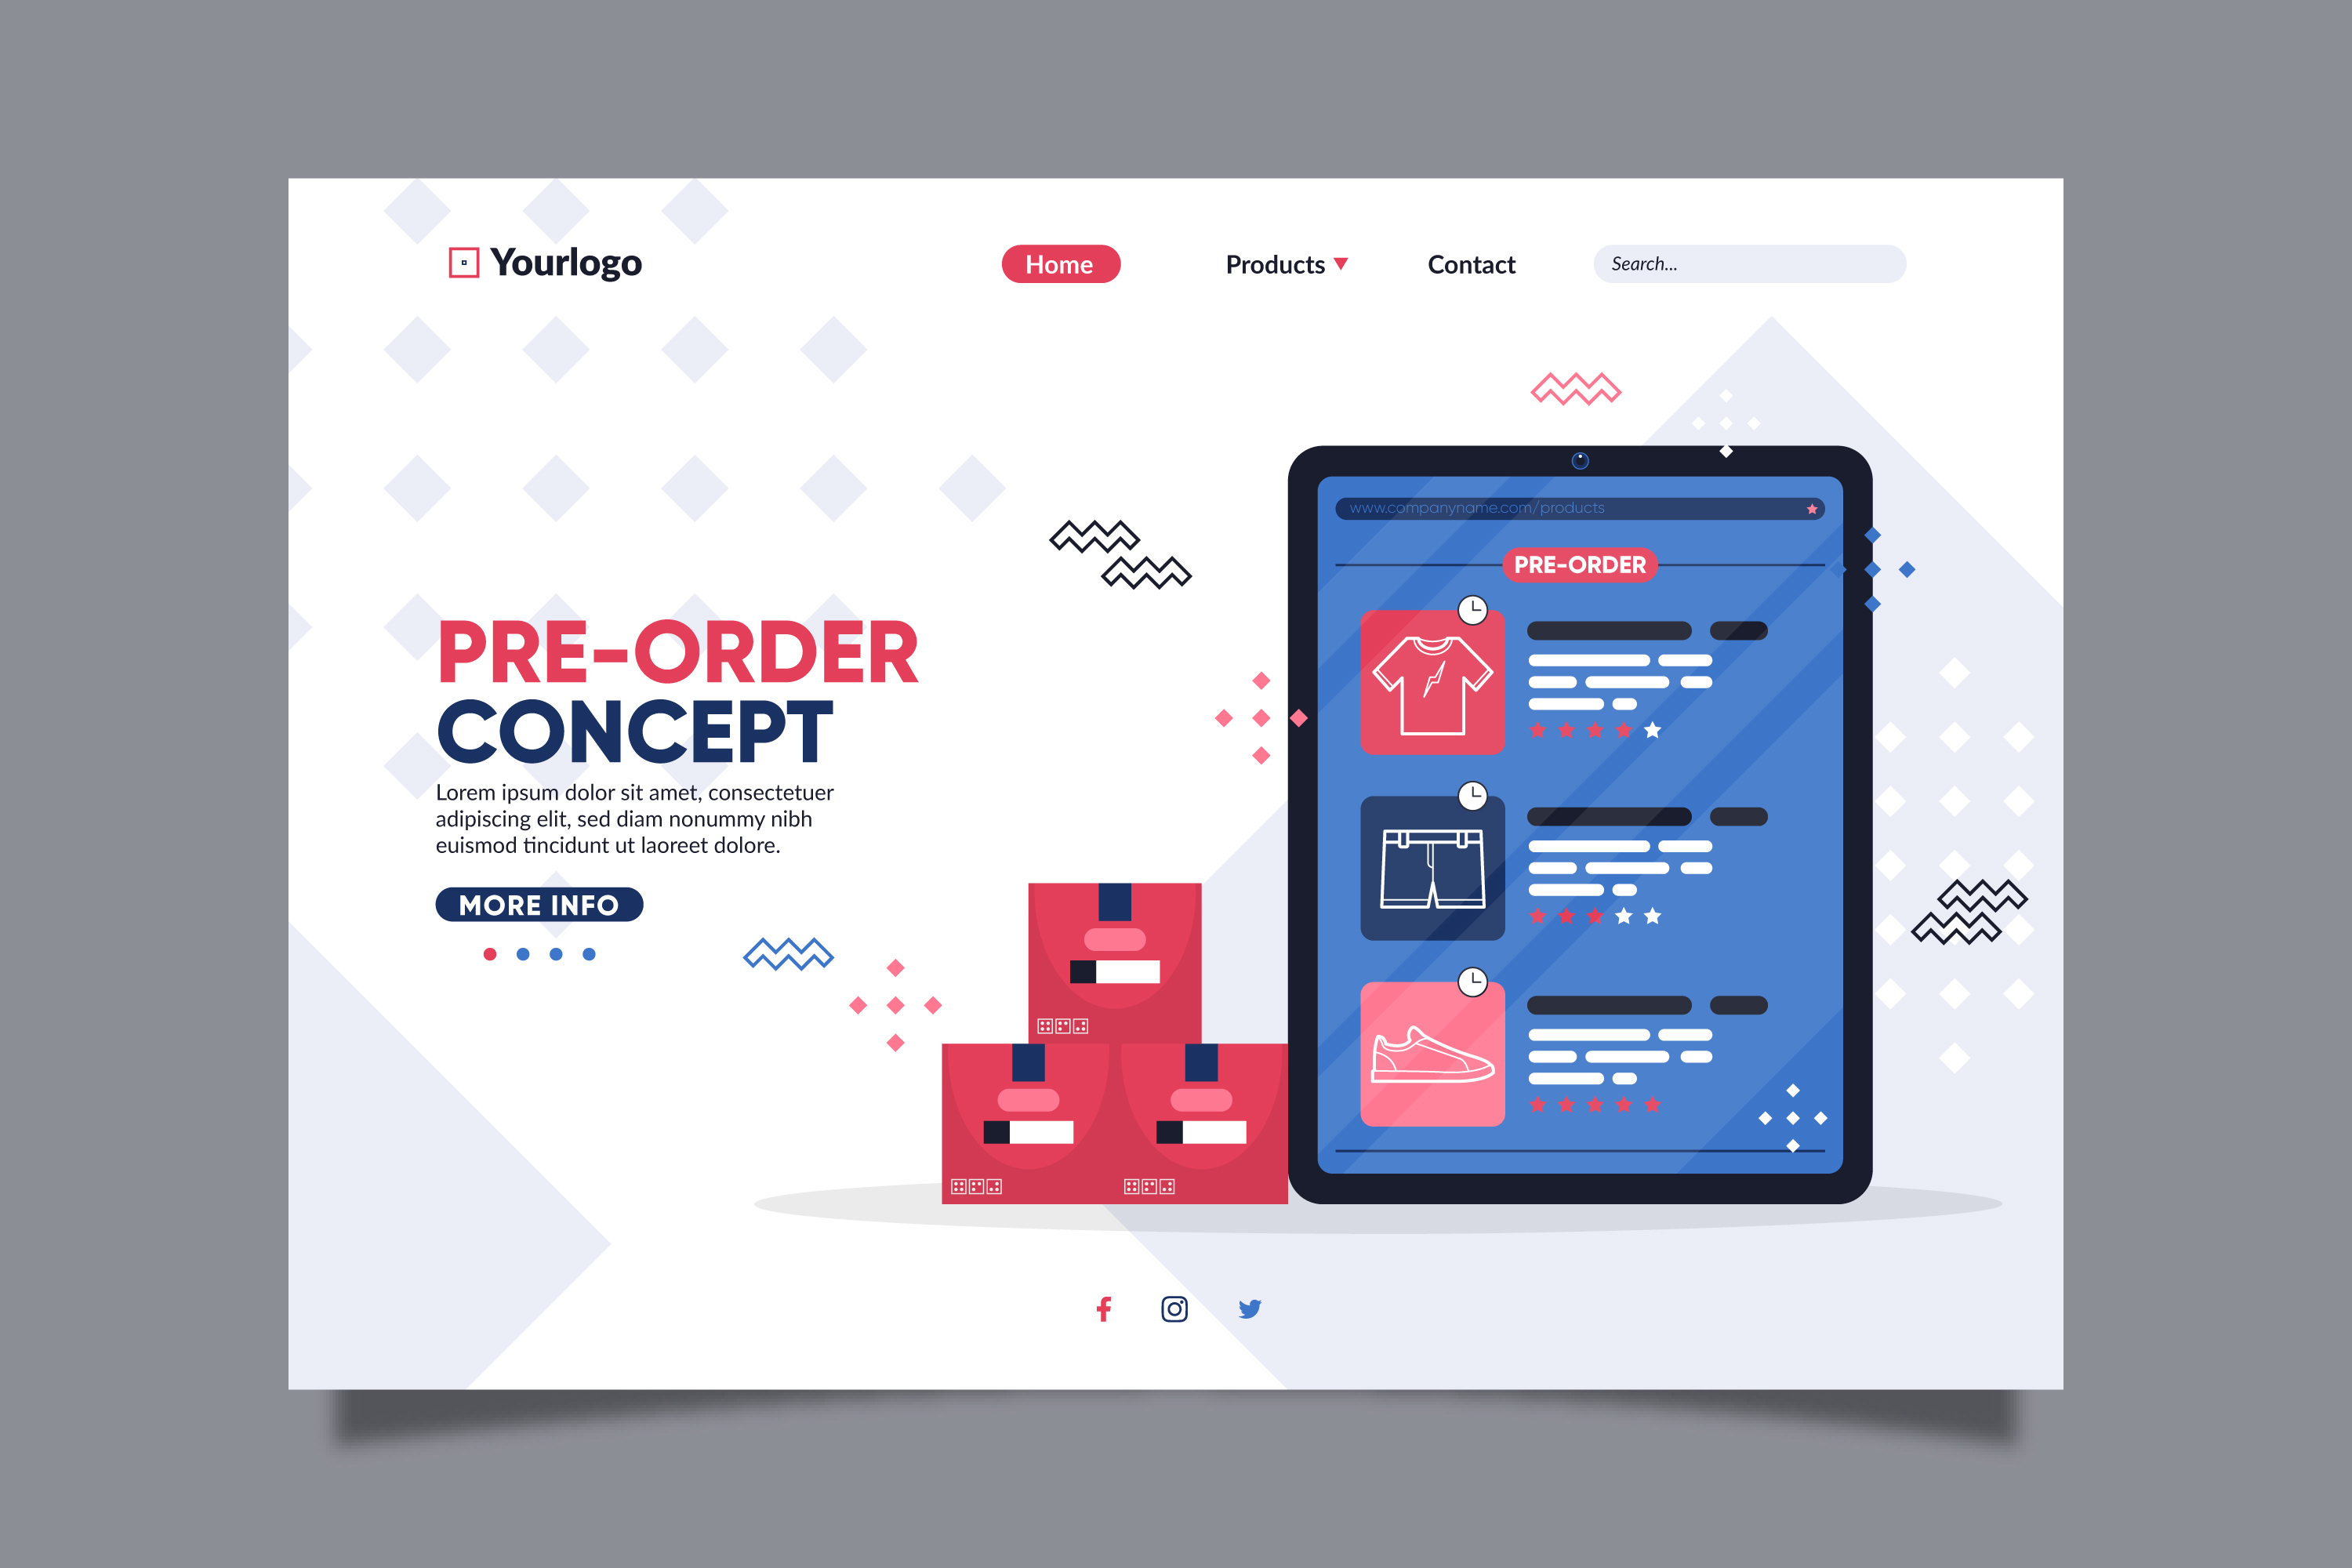 Yourlogo
Home
Products
Contact
Search...
www.companyname.com/products
PRE-ORDER
PRE-ORDER
CONCEPT
Lorem ipsum dolor sit amet, consectetuer
adipiscing elit, sed diam nonummy nibh
euismod tincidunt ut laoreet dolore.
MORE INFO